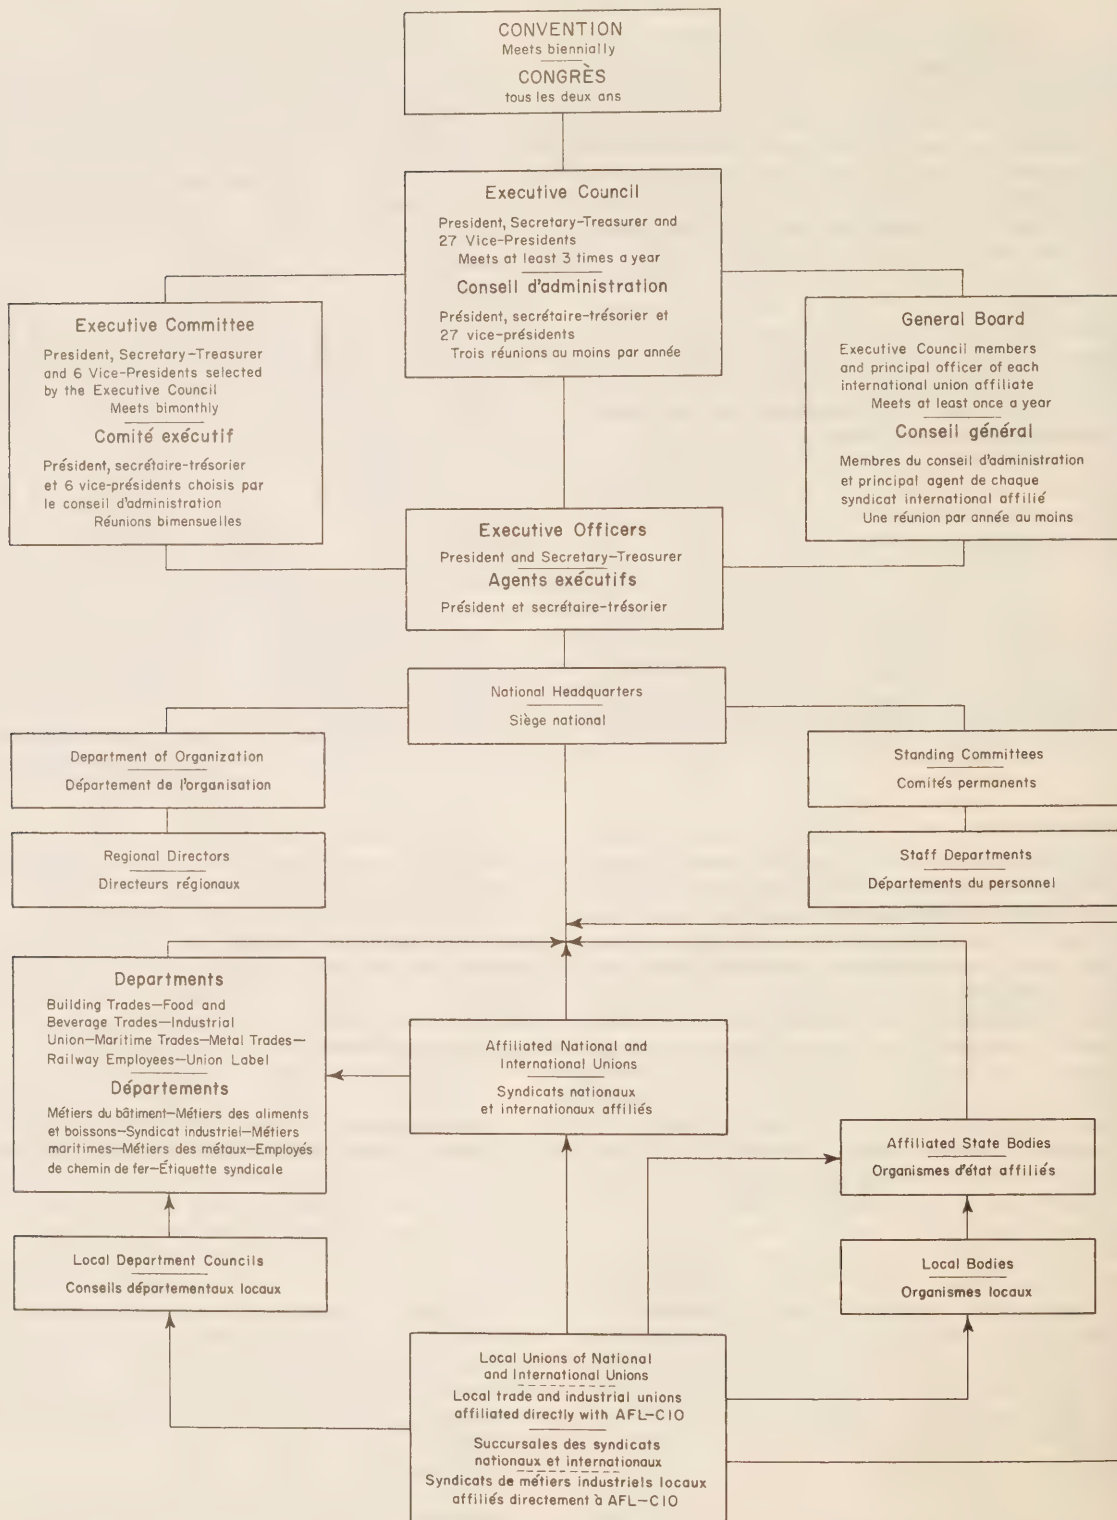 CONVENTION
Meets biennially
CONGRÈS
tous les deux ans
Executive Council
President, Secretary-Treasurer and
27 Vice-Presidents
Meets at least 3 times a year
Conseil d'administration
Président, secrétaire-trésorier et
27 vice-présidents
Trois réunions au moins par année
Executive Committee
President, Secretary-Treasurer
and 6 Vice-Presidents selected
by the Executive Council
Meets bimonthly
Comité exécutif
Président, secrétaire-trésorier
et 6 vice-présidents choisis par
le conseil d'administration
Réunions bimensuelles
General Board
Executive Council members
and principal officer of each
international union affiliate
Meets at least once a year
Conseil général
Membres du conseil d'administration
et principal agent de chaque
syndicat international affilié
Une réunion par année au moins
Executive Officers
President and Secretary-Treasurer
Agents exécutifs
Président et secrétaire-trésorier
National Headquarters
Siège national
Department of Organization
Département de l'organisation
Standing Committees
Comités permanents
Regional Directors
Directeurs régionaux
Staff Departments
Départements du personnel
Departments
Building Trades—Food and
Beverage Trades—Industrial
Union—Maritime Trades—Metal Trades—
Railway Employees—Union Label
Départements
Métiers du bâtiment—Métiers des aliments
et boissons—Syndicat industriel—Métiers
maritimes—Métiers des métaux—Employés
de chemin de fer—Étiquette syndicale
Affiliated National and
International Unions
Syndicats nationaux
et internationaux affiliés
Affiliated State Bodies
Organismes d'état affiliés
Local Department Councils
Conseils départementaux locaux
Local Bodies
Organismes locaux
Local Unions of National
and International Unions
Local trade and industrial unions
affiliated directly with AFL-CIO
Succursales des syndicats
nationaux et internationaux
Syndicats de métiers industriels locaux
affiliés directement à AFL-CIO